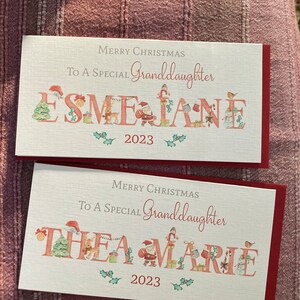 Merry Christmas
To A Special Granddaughter
ESME JANE
2023
Merry Christmas
To A Special Granddaughter
THEA MARIE
2023